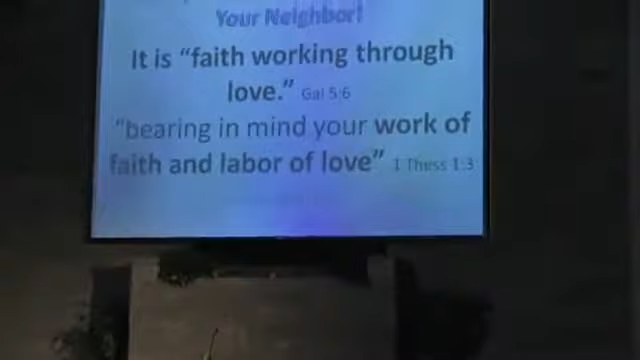 Your Neighbor!
It is “faith working through
love.” Gal 5:6
“bearing in mind your work of
faith and labor of love” 1 Thess 1:3